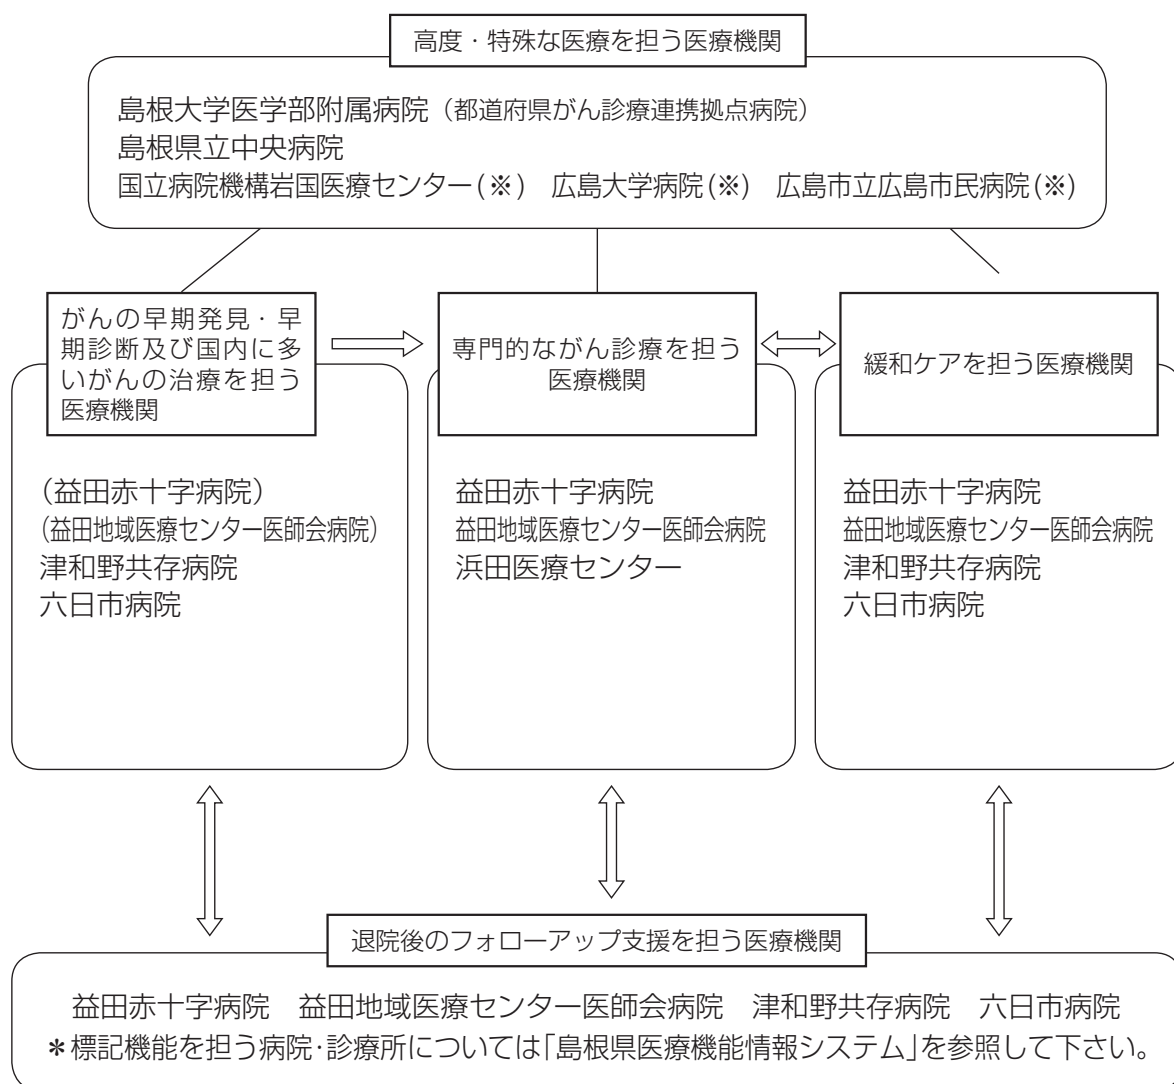 高度・特殊な医療を担う医療機関
島根大学医学部附属病院（都道府県がん診療連携拠点病院）
島根県立中央病院
国立病院機構岩国医療センター(※)　広島大学病院(※)　広島市立広島市民病院(※)
がんの早期発見・早
期診断及び国内に多
いがんの治療を担う
医療機関
(益田赤十字病院)
(益田地域医療センター医師会病院)
津和野共存病院
六日市病院
専門的ながん診療を担う
医療機関
益田赤十字病院
益田地域医療センター医師会病院
浜田医療センター
緩和ケアを担う医療機関
益田赤十字病院
益田地域医療センター医師会病院
津和野共存病院
六日市病院
退院後のフォローアップ支援を担う医療機関
益田赤十字病院　益田地域医療センター医師会病院　津和野共存病院　六日市病院
＊標記機能を担う病院・診療所については「島根県医療機能情報システム」を参照して下さい。